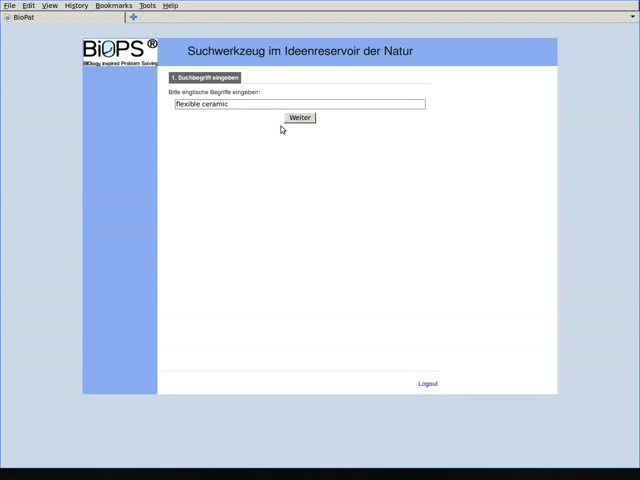 File Edit View History Bookmarks Tools Help
BioPat
BiOPS®
BIOlogy inspired Problem Solving
Suchwerkzeug im Ideenreservoir der Natur
1. Suchbegriff eingeben
Bitte englische Begriffe eingeben:
flexible ceramic
Weiter
Logout